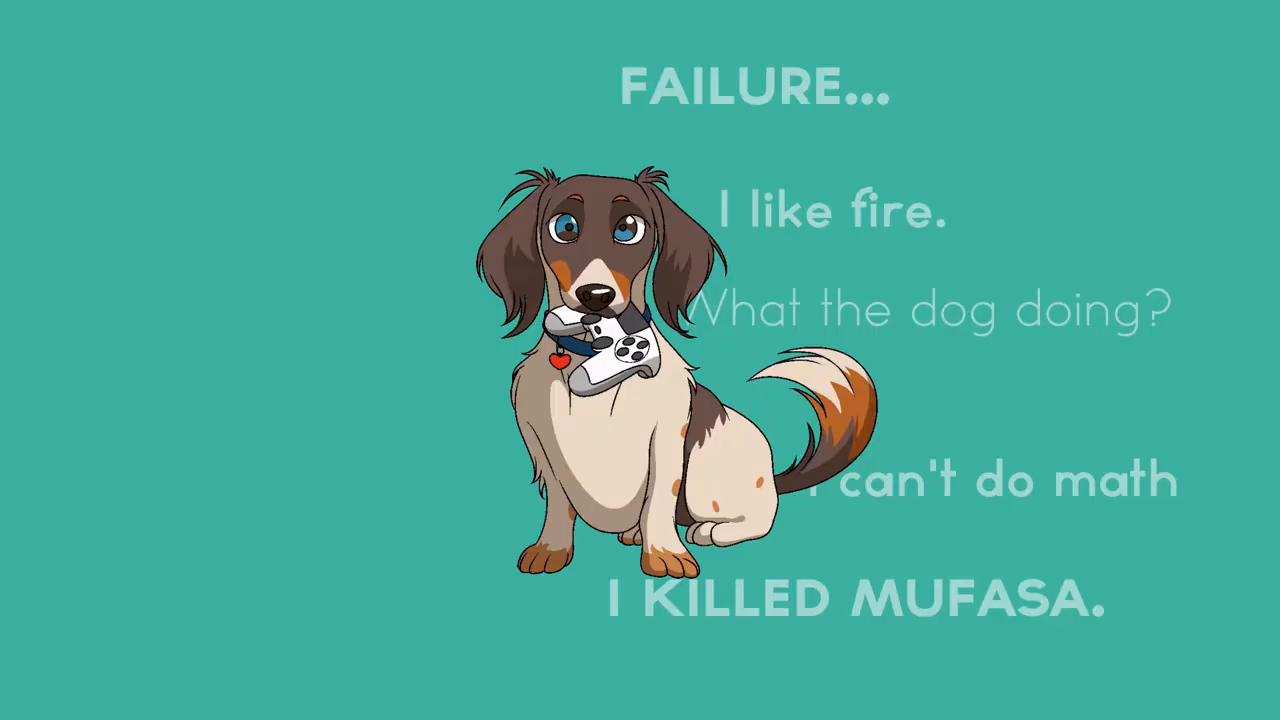 FAILURE...
I like fire.
What the dog doing?
I can't do math
I KILLED MUFASA.